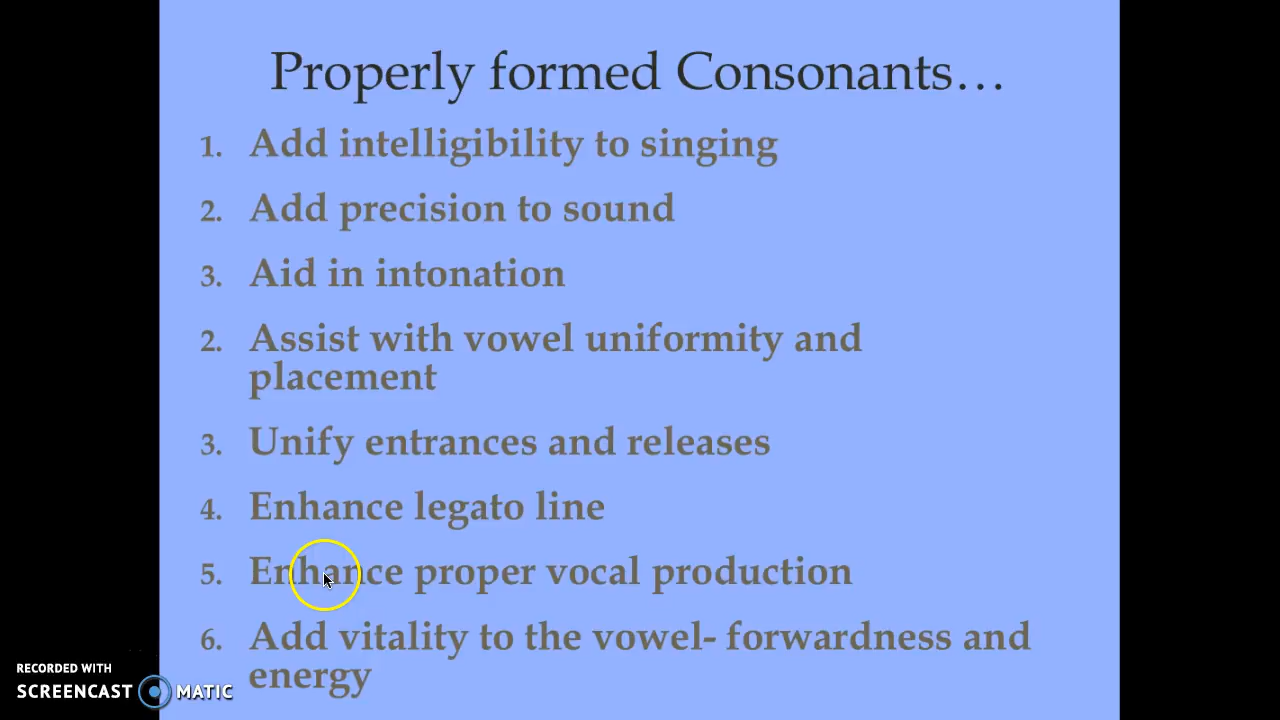 Properly formed Consonants…
1. Add intelligibility to singing
2. Add precision to sound
3. Aid in intonation
2. Assist with vowel uniformity and
placement
3. Unify entrances and releases
4. Enhance legato line
5. Enhance proper vocal production
6. Add vitality to the vowel- forwardness and
energy
RECORDED WITH
SCREENCAST MATIC